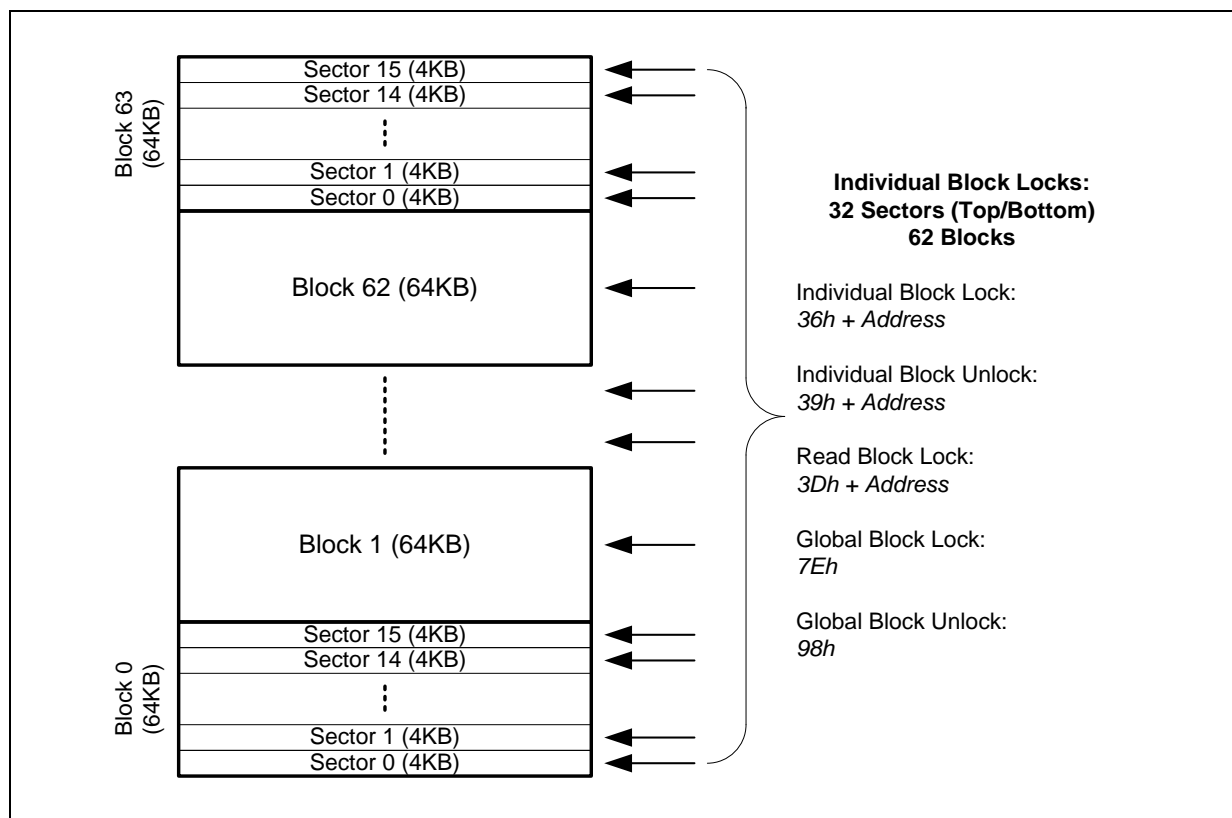 Block 63
(64KB)
Sector 15 (4KB)
Sector 14 (4KB)
Sector 1 (4KB)
Sector 0 (4KB)
Block 62 (64KB)
Block 1 (64KB)
Block 0
(64KB)
Sector 15 (4KB)
Sector 14 (4KB)
Sector 1 (4KB)
Sector 0 (4KB)
Individual Block Locks:
32 Sectors (Top/Bottom)
62 Blocks
Individual Block Lock:
36h + Address
Individual Block Unlock:
39h + Address
Read Block Lock:
3Dh + Address
Global Block Lock:
7Eh
Global Block Unlock:
98h